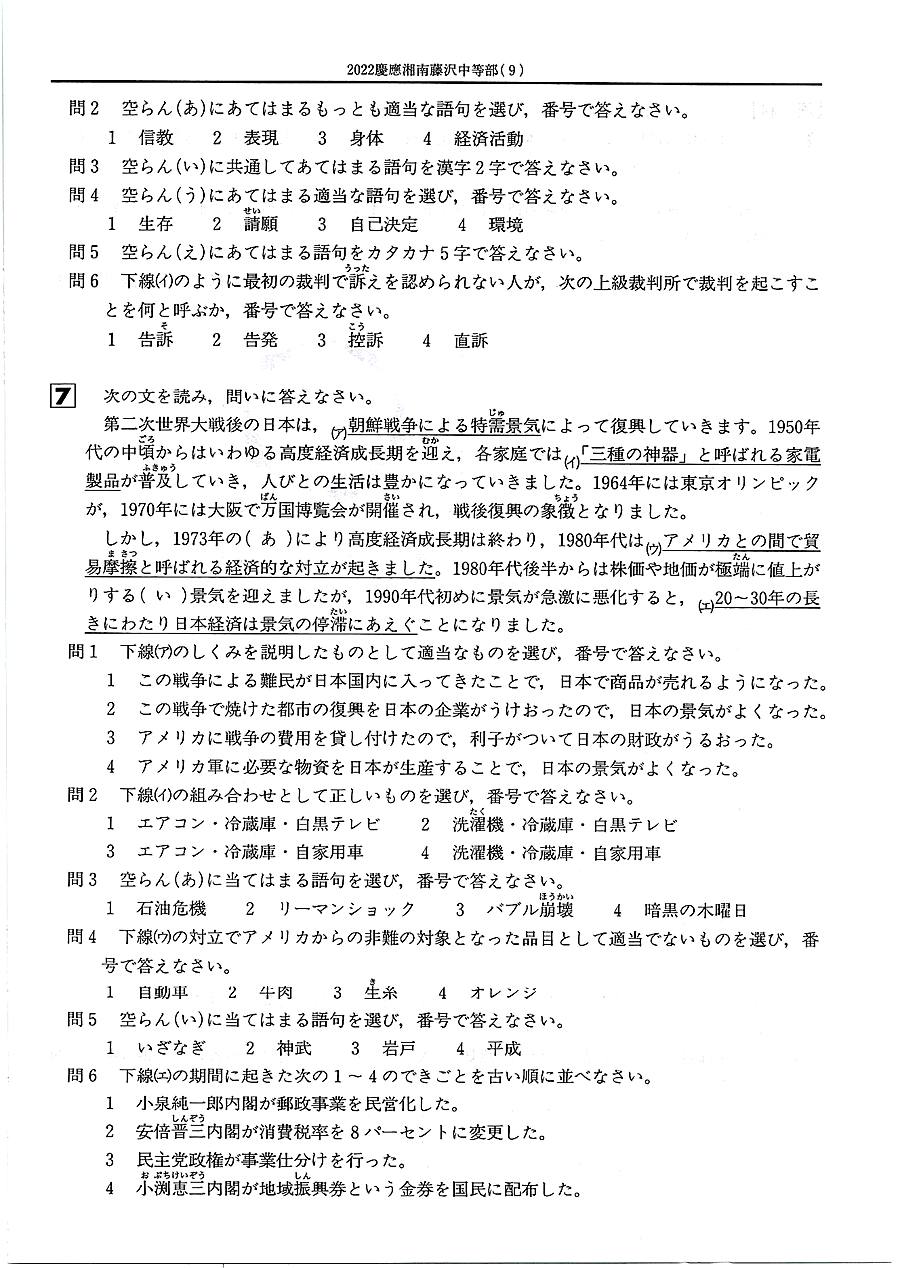 2022慶應湘南藤沢中等部(9)
問2 空らん(あ)にあてはまるもっとも適当な語句を選び，番号で答えなさい。
1 信教 2 表現 3 身体 4 経済活動
問3 空らん(い)に共通してあてはまる語句を漢字2字で答えなさい。
問4 空らん(う)にあてはまる適当な語句を選び，番号で答えなさい。
せい
1 生存 2 請願 3 自己決定 4 環境
問5 空らん(え)にあてはまる語句をカタカナ5字で答えなさい。
うった
問6 下線(イ)のように最初の裁判で訴えを認められない人が，次の上級裁判所で裁判を起こすこ
とを何と呼ぶか，番号で答えなさい。
そ こう
1 告訴 2 告発 3 控訴 4 直訴
7 次の文を読み，問いに答えなさい。
じゅ
第二次世界大戦後の日本は，(ア)朝鮮戦争による特需景気によって復興していきます。1950年
ごろ むか
代の中頃からはいわゆる高度経済成長期を迎え，各家庭では(イ)「三種の神器」と呼ばれる家電
ふきゅう
製品が普及していき，人びとの生活は豊かになっていきました。1964年には東京オリンピック
ばん さい ちょう
が，1970年には大阪で万国博覧会が開催され，戦後復興の象徴となりました。
しかし，1973年の( あ )により高度経済成長期は終わり，1980年代は(ウ)アメリカとの間で貿
まさつ たん
易摩擦と呼ばれる経済的な対立が起きました。1980年代後半からは株価や地価が極端に値上が
りする( い )景気を迎えましたが，1990年代初めに景気が急激に悪化すると，(エ)20～30年の長
たい
きにわたり日本経済は景気の停滞にあえぐことになりました。
問1 下線(ア)のしくみを説明したものとして適当なものを選び，番号で答えなさい。
1 この戦争による難民が日本国内に入ってきたことで，日本で商品が売れるようになった。
2 この戦争で焼けた都市の復興を日本の企業がうけおったので，日本の景気がよくなった。
3 アメリカに戦争の費用を貸し付けたので，利子がついて日本の財政がうるおった。
4 アメリカ軍に必要な物資を日本が生産することで，日本の景気がよくなった。
問2 下線(イ)の組み合わせとして正しいものを選び，番号で答えなさい。
たく
1 エアコン・冷蔵庫・白黒テレビ 2 洗濯機・冷蔵庫・白黒テレビ
3 エアコン・冷蔵庫・自家用車 4 洗濯機・冷蔵庫・自家用車
問3 空らん(あ)に当てはまる語句を選び，番号で答えなさい。
ほうかい
1 石油危機 2 リーマンショック 3 バブル崩壊 4 暗黒の木曜日
問4 下線(ウ)の対立でアメリカからの非難の対象となった品目として適当でないものを選び，番
号で答えなさい。
き
1 自動車 2 牛肉 3 生糸 4 オレンジ
問5 空らん(い)に当てはまる語句を選び，番号で答えなさい。
1 いざなぎ 2 神武 3 岩戸 4 平成
問6 下線(エ)の期間に起きた次の1～4のできごとを古い順に並べなさい。
1 小泉純一郎内閣が郵政事業を民営化した。
しんぞう
2 安倍晋三内閣が消費税率を8パーセントに変更した。
3 民主党政権が事業仕分けを行った。
おぶちけいぞう しん
4 小渕恵三内閣が地域振興券という金券を国民に配布した。